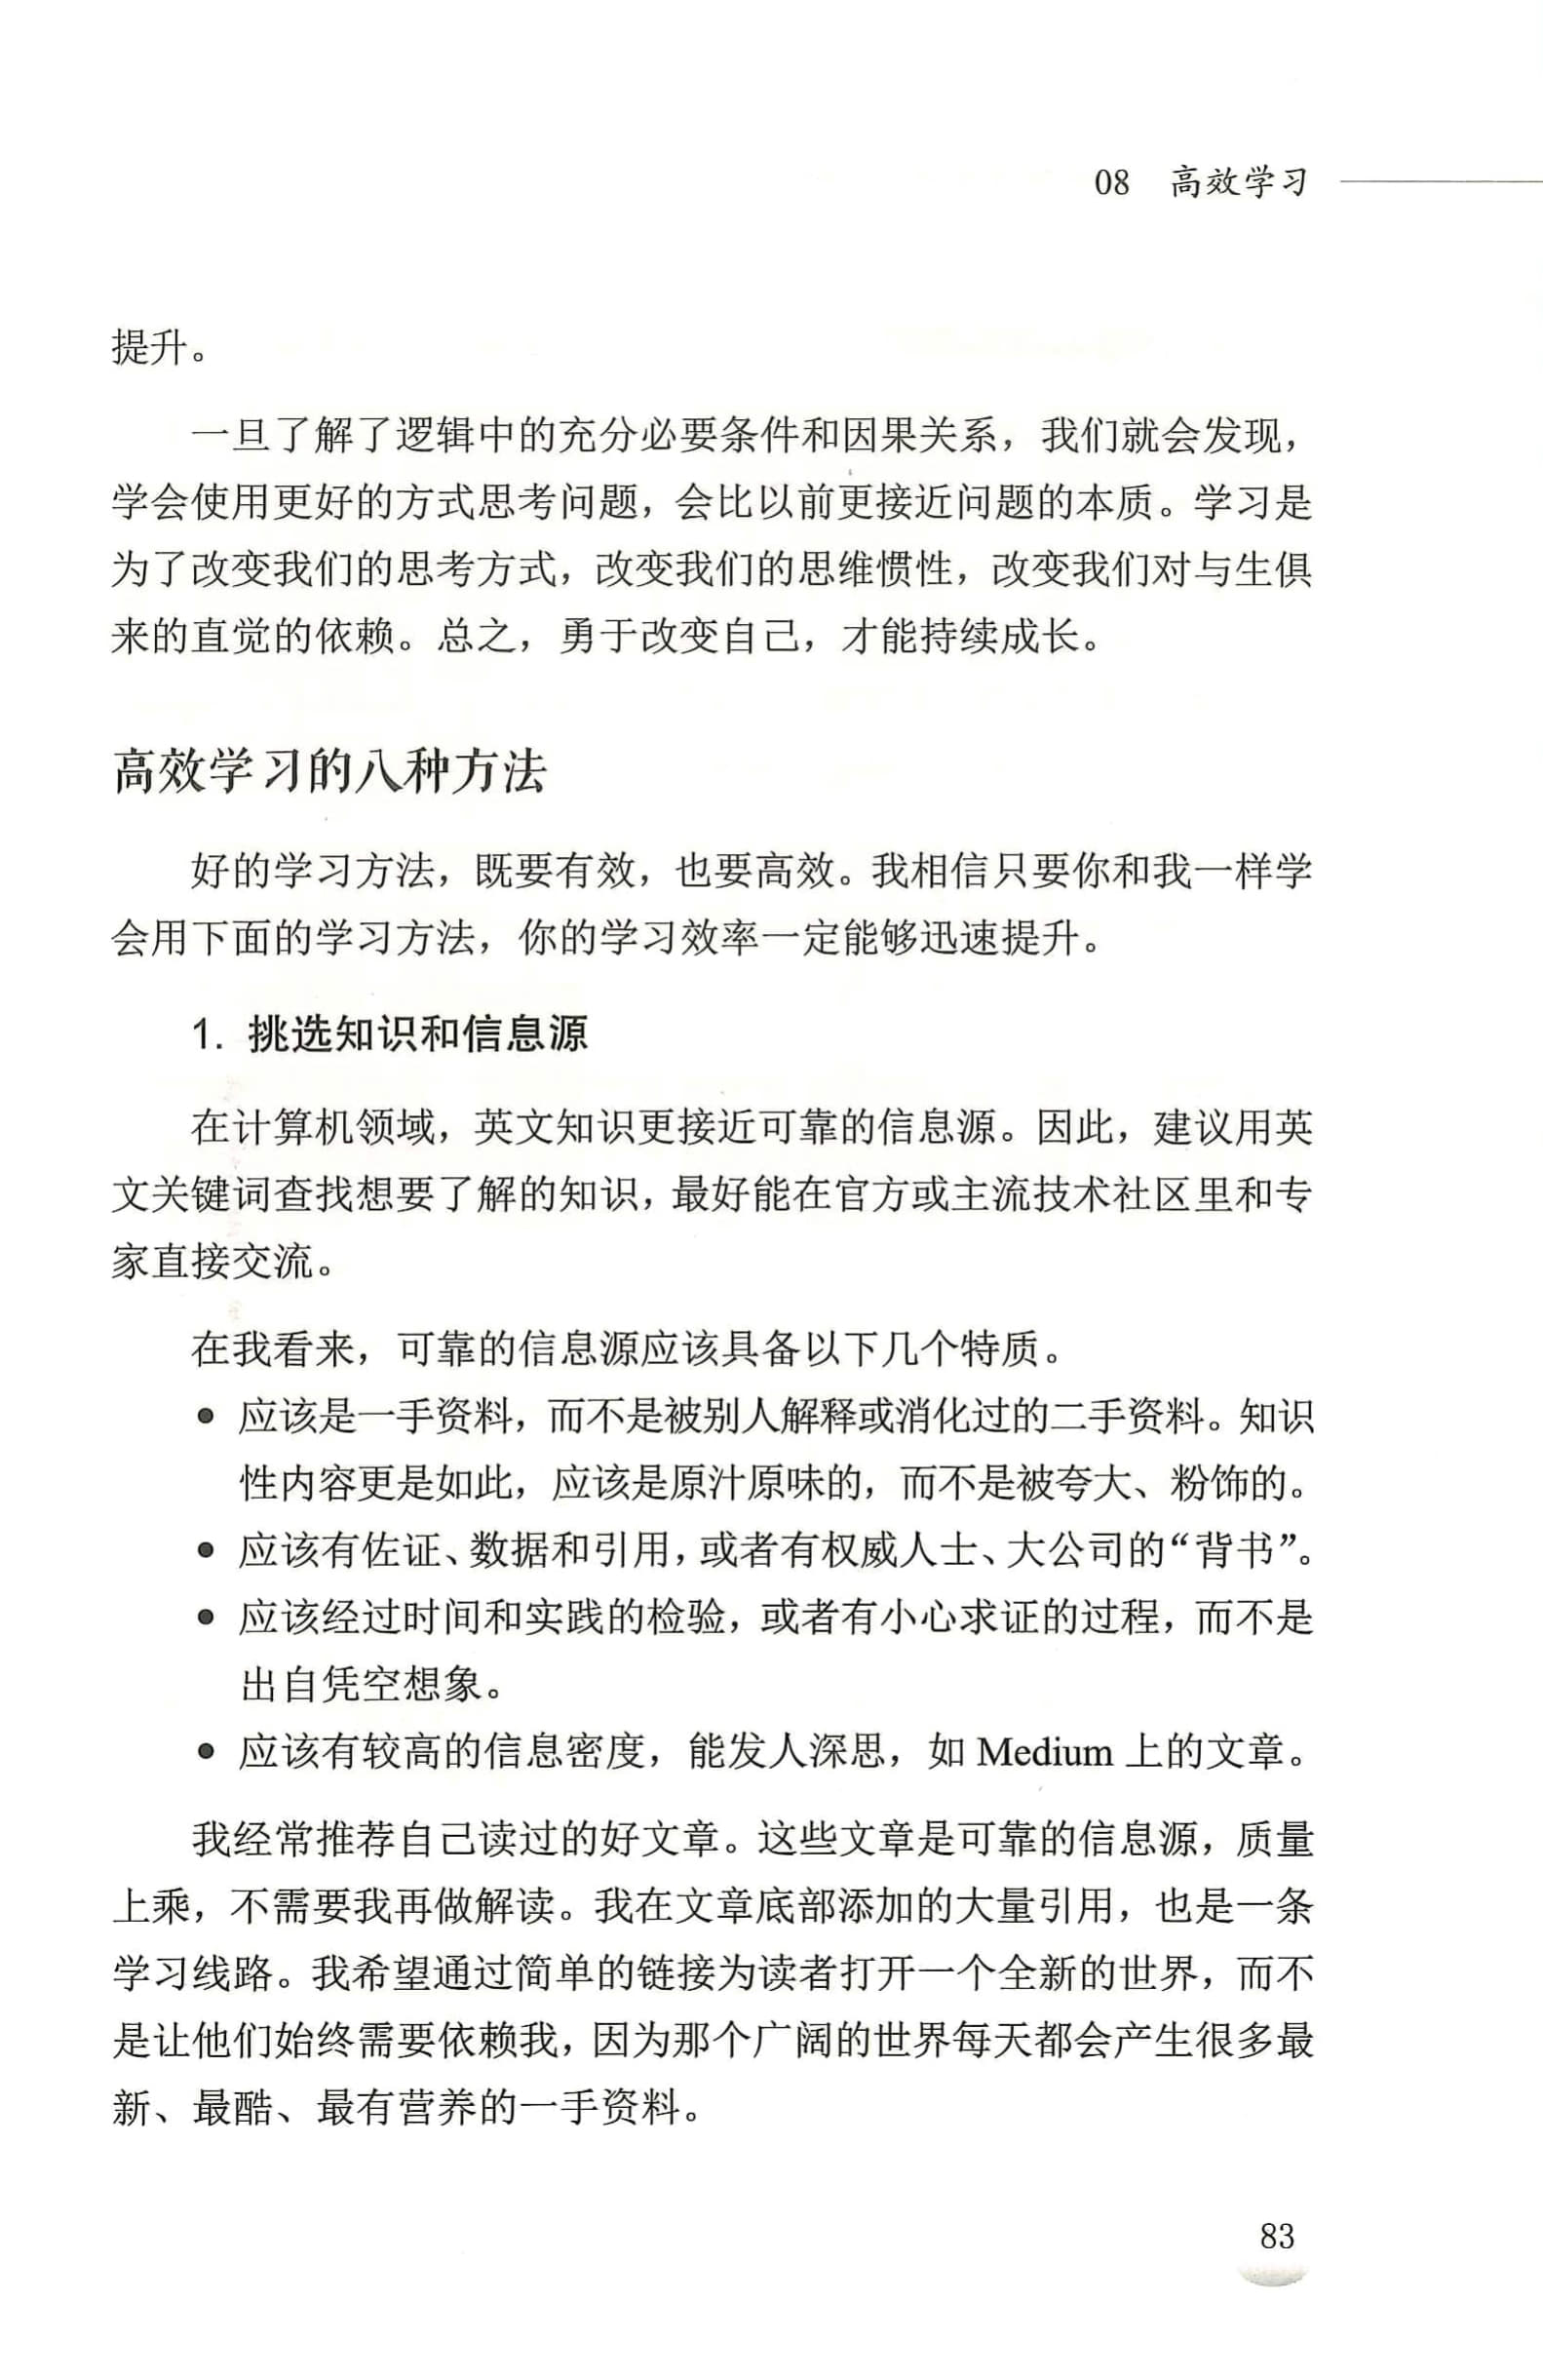 08 高效学习
提升。
一旦了解了逻辑中的充分必要条件和因果关系，我们就会发现，
学会使用更好的方式思考问题，会比以前更接近问题的本质。学习是
为了改变我们的思考方式，改变我们的思维惯性，改变我们对与生俱
来的直觉的依赖。总之，勇于改变自己，才能持续成长。
高效学习的八种方法
好的学习方法，既要有效，也要高效。我相信只要你和我一样学
会用下面的学习方法，你的学习效率一定能够迅速提升。
1. 挑选知识和信息源
在计算机领域，英文知识更接近可靠的信息源。因此，建议用英
文关键词查找想要了解的知识，最好能在官方或主流技术社区里和专
家直接交流。
在我看来，可靠的信息源应该具备以下几个特质。
● 应该是一手资料，而不是被别人解释或消化过的二手资料。知识
性内容更是如此，应该是原汁原味的，而不是被夸大、粉饰的。
● 应该有佐证、数据和引用，或者有权威人士、大公司的“背书”。
● 应该经过时间和实践的检验，或者有小心求证的过程，而不是
出自凭空想象。
● 应该有较高的信息密度，能发人深思，如 Medium 上的文章。
我经常推荐自己读过的好文章。这些文章是可靠的信息源，质量
上乘，不需要我再做解读。我在文章底部添加的大量引用，也是一条
学习线路。我希望通过简单的链接为读者打开一个全新的世界，而不
是让他们始终需要依赖我，因为那个广阔的世界每天都会产生很多最
新、最酷、最有营养的一手资料。
83